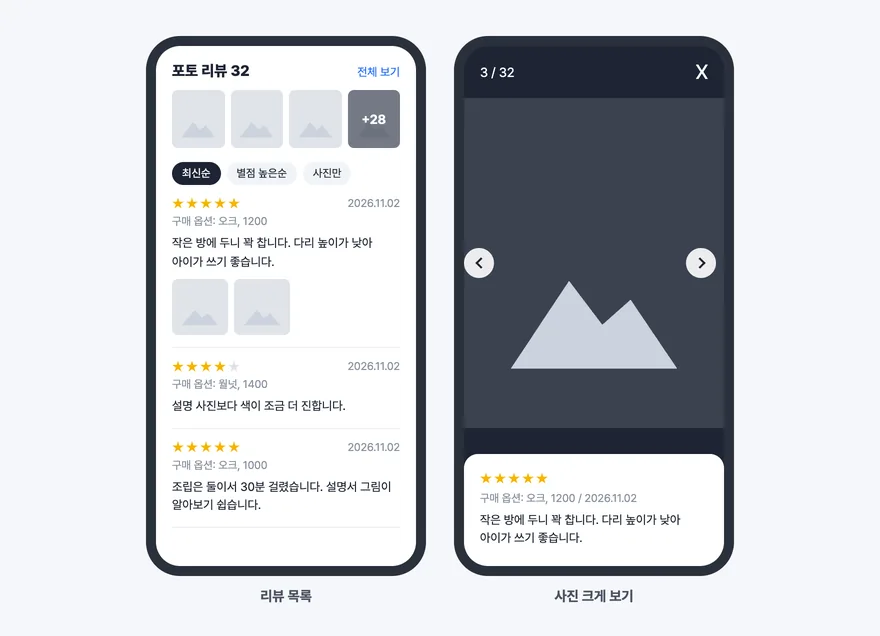 포토 리뷰 32
전체 보기
+28
최신순
별점 높은순
사진만
★★★★★
2026.11.02
구매 옵션: 오크, 1200
작은 방에 두니 꽉 찹니다. 다리 높이가 낮아
아이가 쓰기 좋습니다.
★★★★★
2026.11.02
구매 옵션: 월넛, 1400
설명 사진보다 색이 조금 더 진합니다.
★★★★★
2026.11.02
구매 옵션: 오크, 1000
조립은 둘이서 30분 걸렸습니다. 설명서 그림이
알아보기 쉽습니다.
리뷰 목록
3 / 32
X
★★★★★
구매 옵션: 오크, 1200 / 2026.11.02
작은 방에 두니 꽉 찹니다. 다리 높이가 낮아
아이가 쓰기 좋습니다.
사진 크게 보기